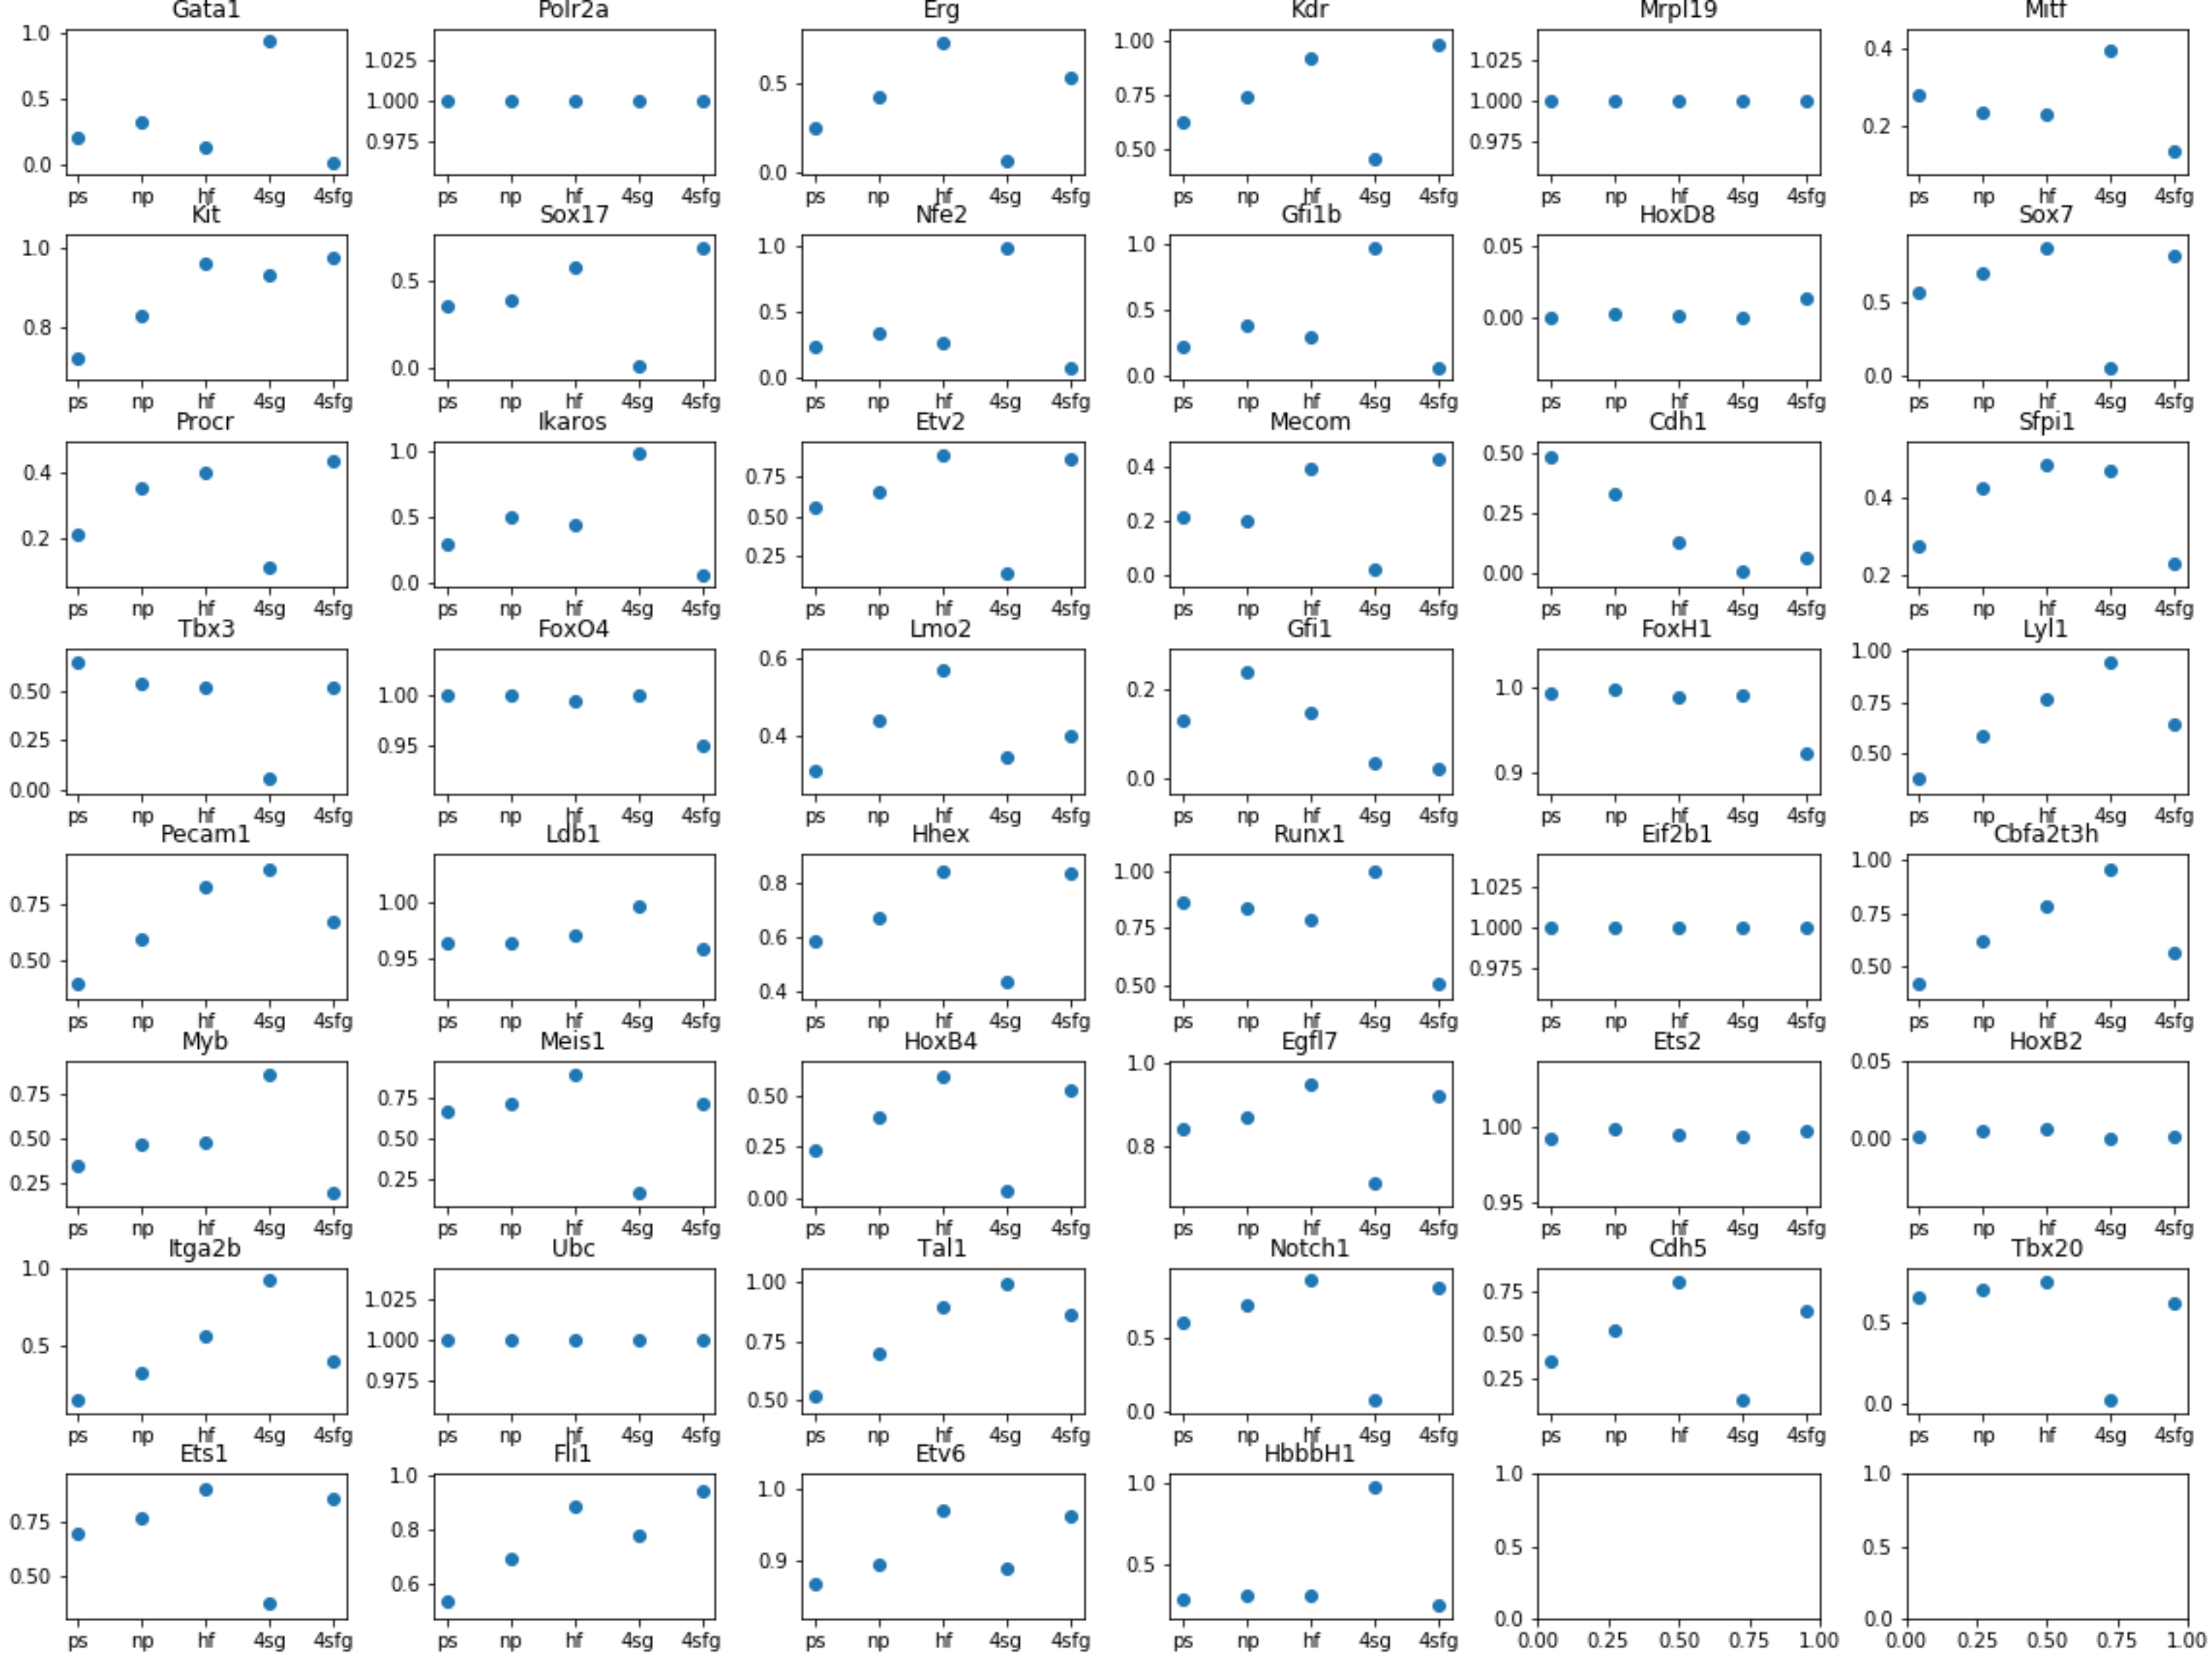 Gata1 Polr2a Erg Kdr Mrpl19 Mitf
1.0 0.5 0.0 1.025 1.000 0.975 0.5 0.0 1.00 0.75 0.50 1.025 1.000 0.975 0.4 0.2
ps np hf 4sg 4sfg ps np hf 4sg 4sfg ps np hf 4sg 4sfg ps np hf 4sg 4sfg ps np hf 4sg 4sfg ps np hf 4sg 4sfg
Kit Sox17 Nfe2 Gfi1b HoxD8 Sox7
1.0 0.8 0.5 0.0 1.0 0.5 0.0 1.0 0.5 0.0 0.05 0.00 0.5 0.0
ps np hf 4sg 4sfg ps np hf 4sg 4sfg ps np hf 4sg 4sfg ps np hf 4sg 4sfg ps np hf 4sg 4sfg ps np hf 4sg 4sfg
Procr Ikaros Etv2 Mecom Cdh1 Sfpi1
0.4 0.2 1.0 0.5 0.0 0.75 0.50 0.25 0.4 0.2 0.0 0.50 0.25 0.00 0.4 0.2
ps np hf 4sg 4sfg ps np hf 4sg 4sfg ps np hf 4sg 4sfg ps np hf 4sg 4sfg ps np hf 4sg 4sfg ps np hf 4sg 4sfg
Tbx3 FoxO4 Lmo2 Gfi1 FoxH1 Lyl1
0.50 0.25 0.00 1.00 0.95 0.6 0.4 0.2 0.0 1.0 0.9 1.00 0.75 0.50
ps np hf 4sg 4sfg ps np hf 4sg 4sfg ps np hf 4sg 4sfg ps np hf 4sg 4sfg ps np hf 4sg 4sfg ps np hf 4sg 4sfg
Pecam1 Ldb1 Hhex Runx1 Eif2b1 Cbfa2t3h
0.75 0.50 1.00 0.95 0.8 0.6 0.4 1.00 0.75 0.50 1.025 1.000 0.975 1.00 0.75 0.50
ps np hf 4sg 4sfg ps np hf 4sg 4sfg ps np hf 4sg 4sfg ps np hf 4sg 4sfg ps np hf 4sg 4sfg ps np hf 4sg 4sfg
Myb Meis1 HoxB4 Egfl7 Ets2 HoxB2
0.75 0.50 0.25 0.75 0.50 0.25 0.50 0.25 0.00 1.0 0.8 1.00 0.95 0.05 0.00
ps np hf 4sg 4sfg ps np hf 4sg 4sfg ps np hf 4sg 4sfg ps np hf 4sg 4sfg ps np hf 4sg 4sfg ps np hf 4sg 4sfg
Itga2b Ubc Tal1 Notch1 Cdh5 Tbx20
1.0 0.5 1.025 1.000 0.975 1.00 0.75 0.50 0.5 0.0 0.75 0.50 0.25 0.5 0.0
ps np hf 4sg 4sfg ps np hf 4sg 4sfg ps np hf 4sg 4sfg ps np hf 4sg 4sfg ps np hf 4sg 4sfg ps np hf 4sg 4sfg
Ets1 Fli1 Etv6 HbbbH1
0.75 0.50 1.0 0.8 0.6 1.0 0.9 1.0 0.5 1.0 0.5 0.0 1.0 0.5 0.0
ps np hf 4sg 4sfg ps np hf 4sg 4sfg ps np hf 4sg 4sfg ps np hf 4sg 4sfg 0.00 0.25 0.50 0.75 1.00 0.00 0.25 0.50 0.75 1.00